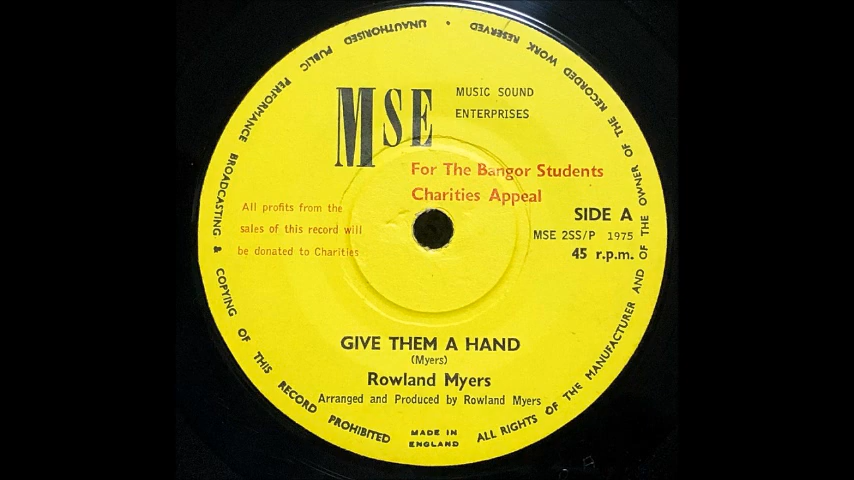 MSE
MUSIC SOUND
ENTERPRISES
For The Bangor Students
Charities Appeal
All profits from the
sales of this record will
be donated to Charities
SIDE A
MSE 2SS/P 1975
45 r.p.m.
GIVE THEM A HAND
(Myers)
Rowland Myers
Arranged and Produced by Rowland Myers
MADE IN
ENGLAND
ALL RIGHTS OF THE MANUFACTURER AND OF THE OWNER OF THE RECORDED WORK RESERVED · UNAUTHORISED PUBLIC PERFORMANCE BROADCASTING & COPYING OF THIS RECORD PROHIBITED